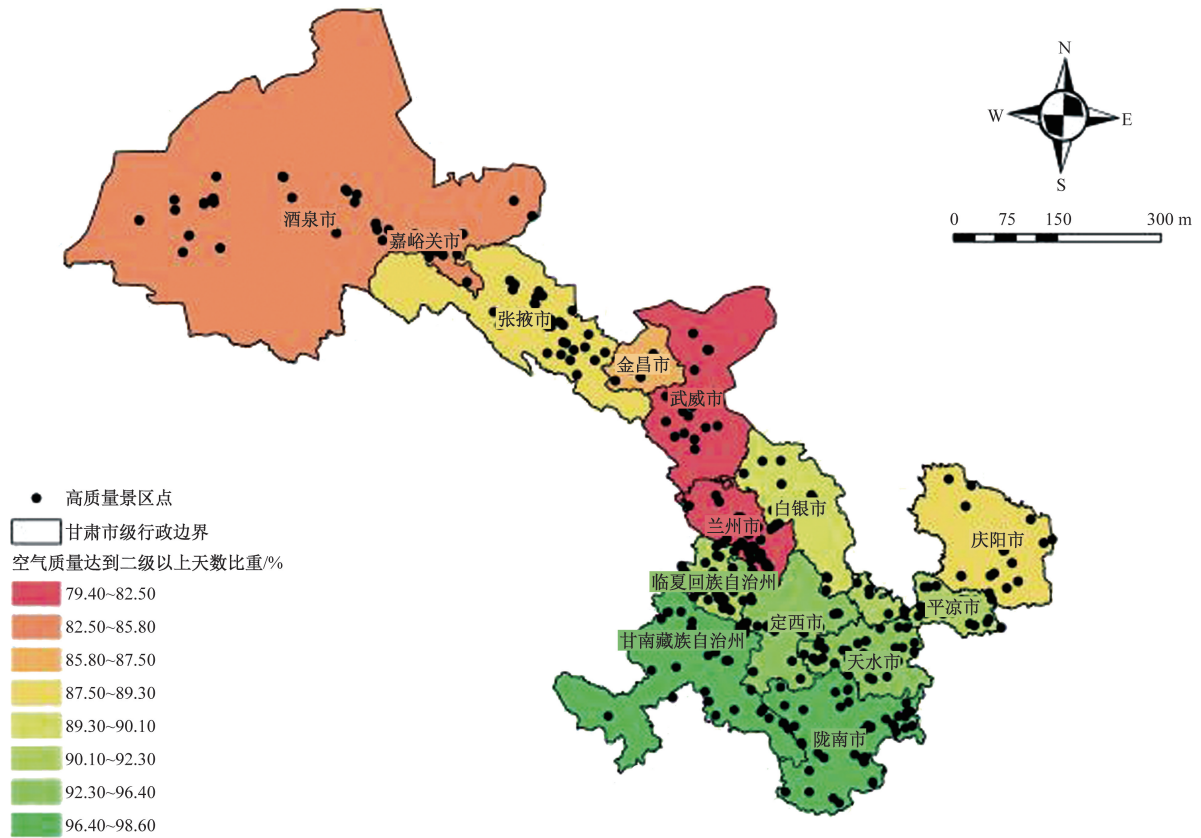 N
W
E
S
0 75 150 300 m
酒泉市
嘉峪关市
张掖市
金昌市
武威市
白银市
兰州市
庆阳市
临夏回族自治州
平凉市
定西市
甘南藏族自治州
天水市
陇南市
高质量景区点
甘肃市级行政边界
空气质量达到二级以上天数比重/%
79.40~82.50
82.50~85.80
85.80~87.50
87.50~89.30
89.30~90.10
90.10~92.30
92.30~96.40
96.40~98.60